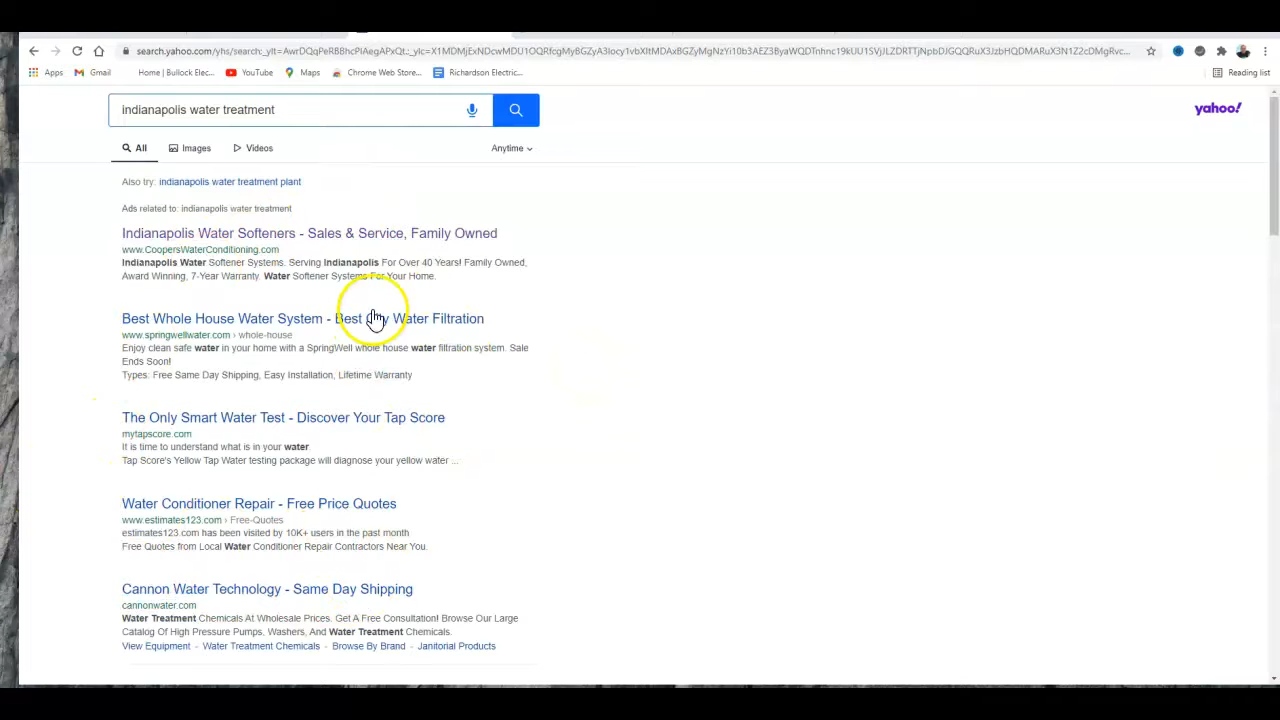 Apps Gmail Home | Bullock Elec... YouTube Maps Chrome Web Store... Richardson Electric... Reading list
indianapolis water treatment
yahoo!
All Images Videos Anytime
Also try: indianapolis water treatment plant
Ads related to: indianapolis water treatment
Indianapolis Water Softeners - Sales & Service, Family Owned
www.CoopersWaterConditioning.com
Indianapolis Water Softener Systems. Serving Indianapolis For Over 40 Years! Family Owned,
Award Winning, 7-Year Warranty. Water Softener Systems For Your Home.
Best Whole House Water System - Best City Water Filtration
www.springwellwater.com › whole-house
Enjoy clean safe water in your home with a SpringWell whole house water filtration system. Sale
Ends Soon!
Types: Free Same Day Shipping, Easy Installation, Lifetime Warranty
The Only Smart Water Test - Discover Your Tap Score
mytapscore.com
It is time to understand what is in your water.
Tap Score's Yellow Tap Water testing package will diagnose your yellow water ...
Water Conditioner Repair - Free Price Quotes
www.estimates123.com › Free-Quotes
estimates123.com has been visited by 10K+ users in the past month
Free Quotes from Local Water Conditioner Repair Contractors Near You.
Cannon Water Technology - Same Day Shipping
cannonwater.com
Water Treatment Chemicals At Wholesale Prices. Get A Free Consultation! Browse Our Large
Catalog Of High Pressure Pumps, Washers, And Water Treatment Chemicals.
View Equipment - Water Treatment Chemicals - Browse By Brand - Janitorial Products